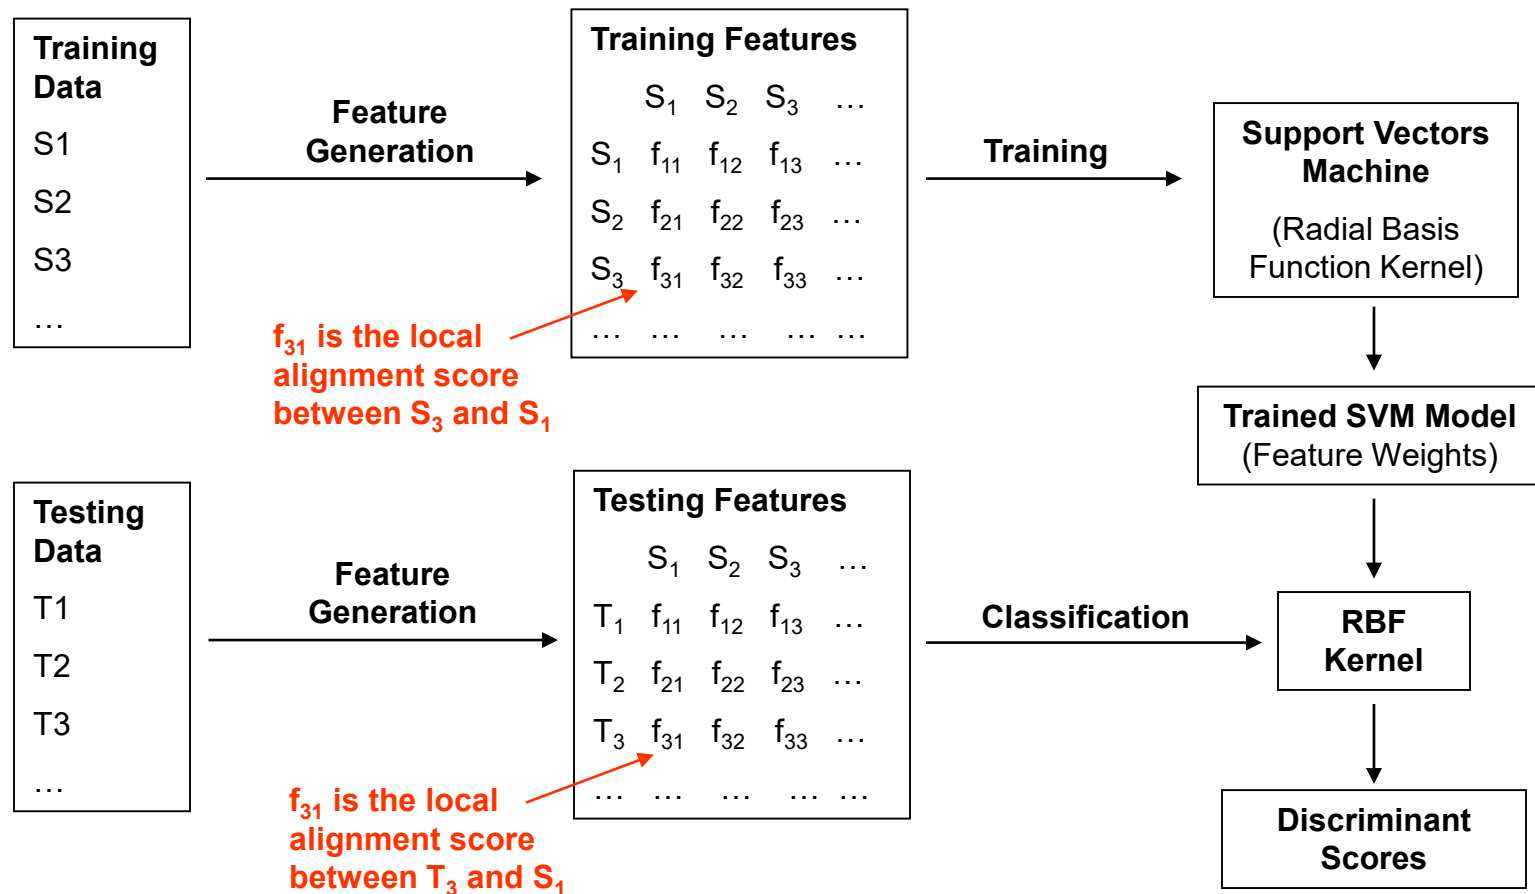 Training
Data
S1
S2
S3
…
Feature
Generation
Training Features
S₁ S₂ S₃ …
S₁ f₁₁ f₁₂ f₁₃ …
S₂ f₂₁ f₂₂ f₂₃ …
S₃ f₃₁ f₃₂ f₃₃ …
… … … … …
f₃₁ is the local
alignment score
between S₃ and S₁
Training
Support Vectors
Machine
(Radial Basis
Function Kernel)
Trained SVM Model
(Feature Weights)
Testing
Data
T1
T2
T3
…
Feature
Generation
Testing Features
S₁ S₂ S₃ …
T₁ f₁₁ f₁₂ f₁₃ …
T₂ f₂₁ f₂₂ f₂₃ …
T₃ f₃₁ f₃₂ f₃₃ …
… … … … …
f₃₁ is the local
alignment score
between T₃ and S₁
Classification
RBF
Kernel
Discriminant
Scores